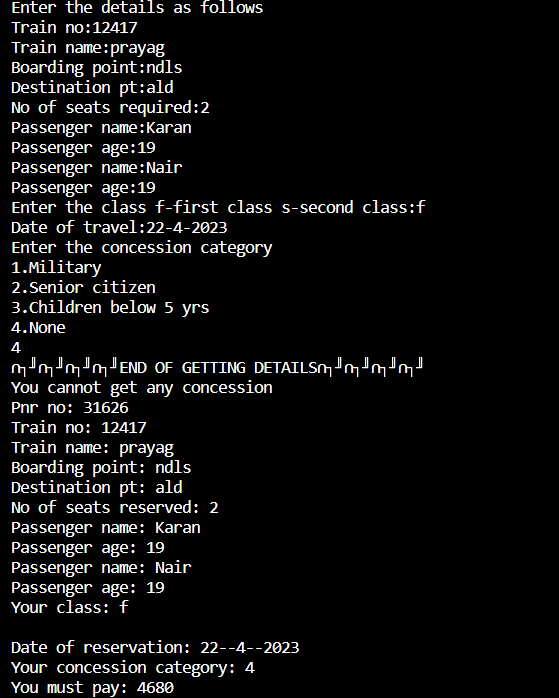 Enter the details as follows
Train no:12417
Train name:prayag
Boarding point:ndls
Destination pt:ald
No of seats required:2
Passenger name:Karan
Passenger age:19
Passenger name:Nair
Passenger age:19
Enter the class f-first class s-second class:f
Date of travel:22-4-2023
Enter the concession category
1.Military
2.Senior citizen
3.Children below 5 yrs
4.None
4
∩┐╜∩┐╜∩┐╜∩┐╜END OF GETTING DETAILS∩┐╜∩┐╜∩┐╜∩┐╜
You cannot get any concession
Pnr no: 31626
Train no: 12417
Train name: prayag
Boarding point: ndls
Destination pt: ald
No of seats reserved: 2
Passenger name: Karan
Passenger age: 19
Passenger name: Nair
Passenger age: 19
Your class: f
Date of reservation: 22--4--2023
Your concession category: 4
You must pay: 4680